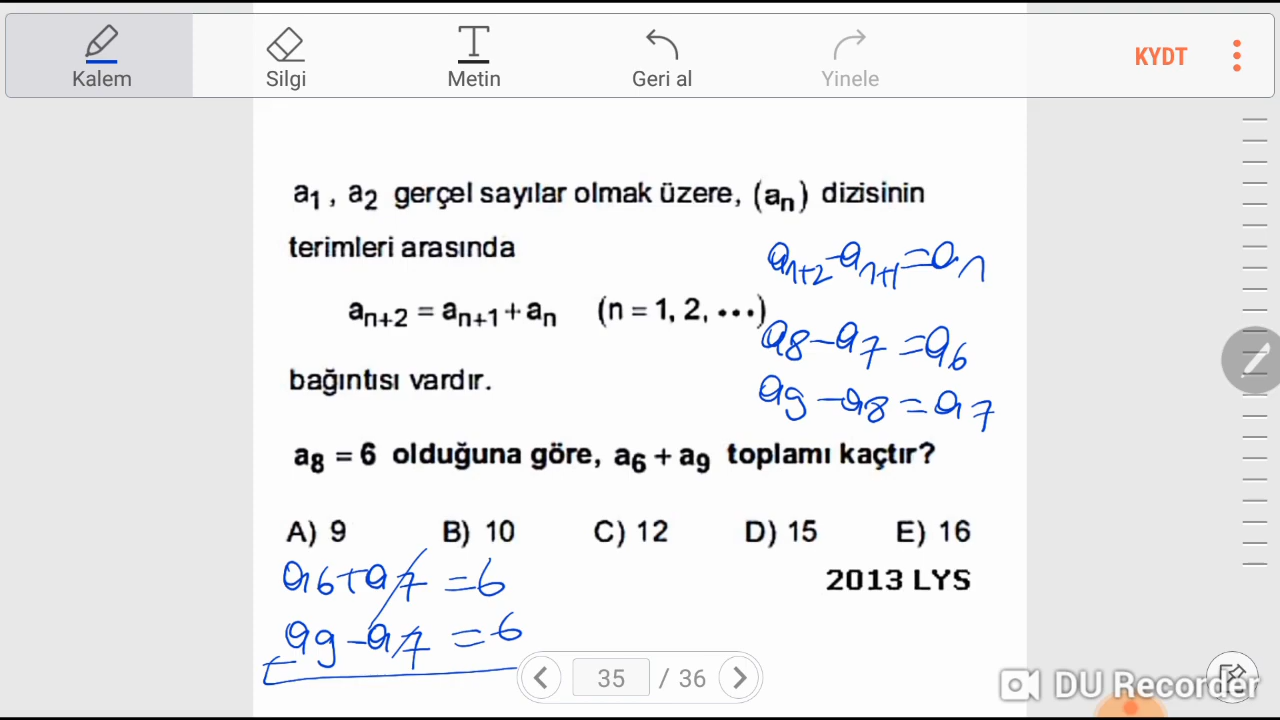 Kalem Silgi Metin Geri al Yinele KYDT
a₁ , a₂ gerçel sayılar olmak üzere, (aₙ) dizisinin
terimleri arasında
aₙ₊₂ - aₙ₊₁ = aₙ
aₙ₊₂ = aₙ₊₁ + aₙ (n = 1, 2, •••)
a₈ - a₇ = a₆
bağıntısı vardır.
a₉ - a₈ = a₇
a₈ = 6 olduğuna göre, a₆ + a₉ toplamı kaçtır?
A) 9 B) 10 C) 12 D) 15 E) 16
a₆ + a₇ = 6
2013 LYS
a₉ - a₇ = 6
35 / 36
DU Recorder